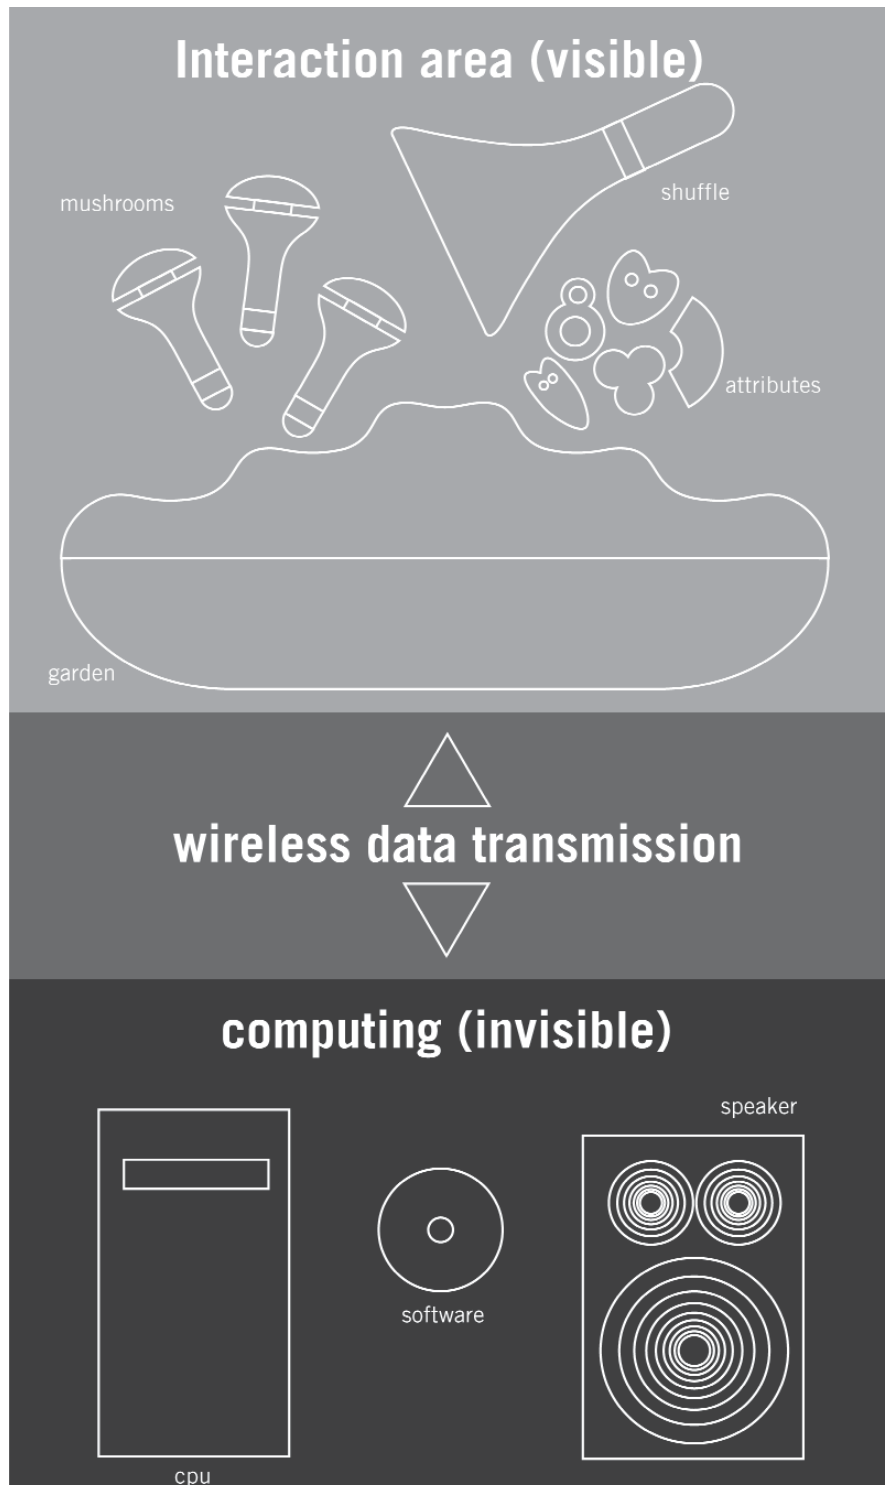 Interaction area (visible)
mushrooms
shuffle
attributes
garden
wireless data transmission
computing (invisible)
speaker
software
cpu